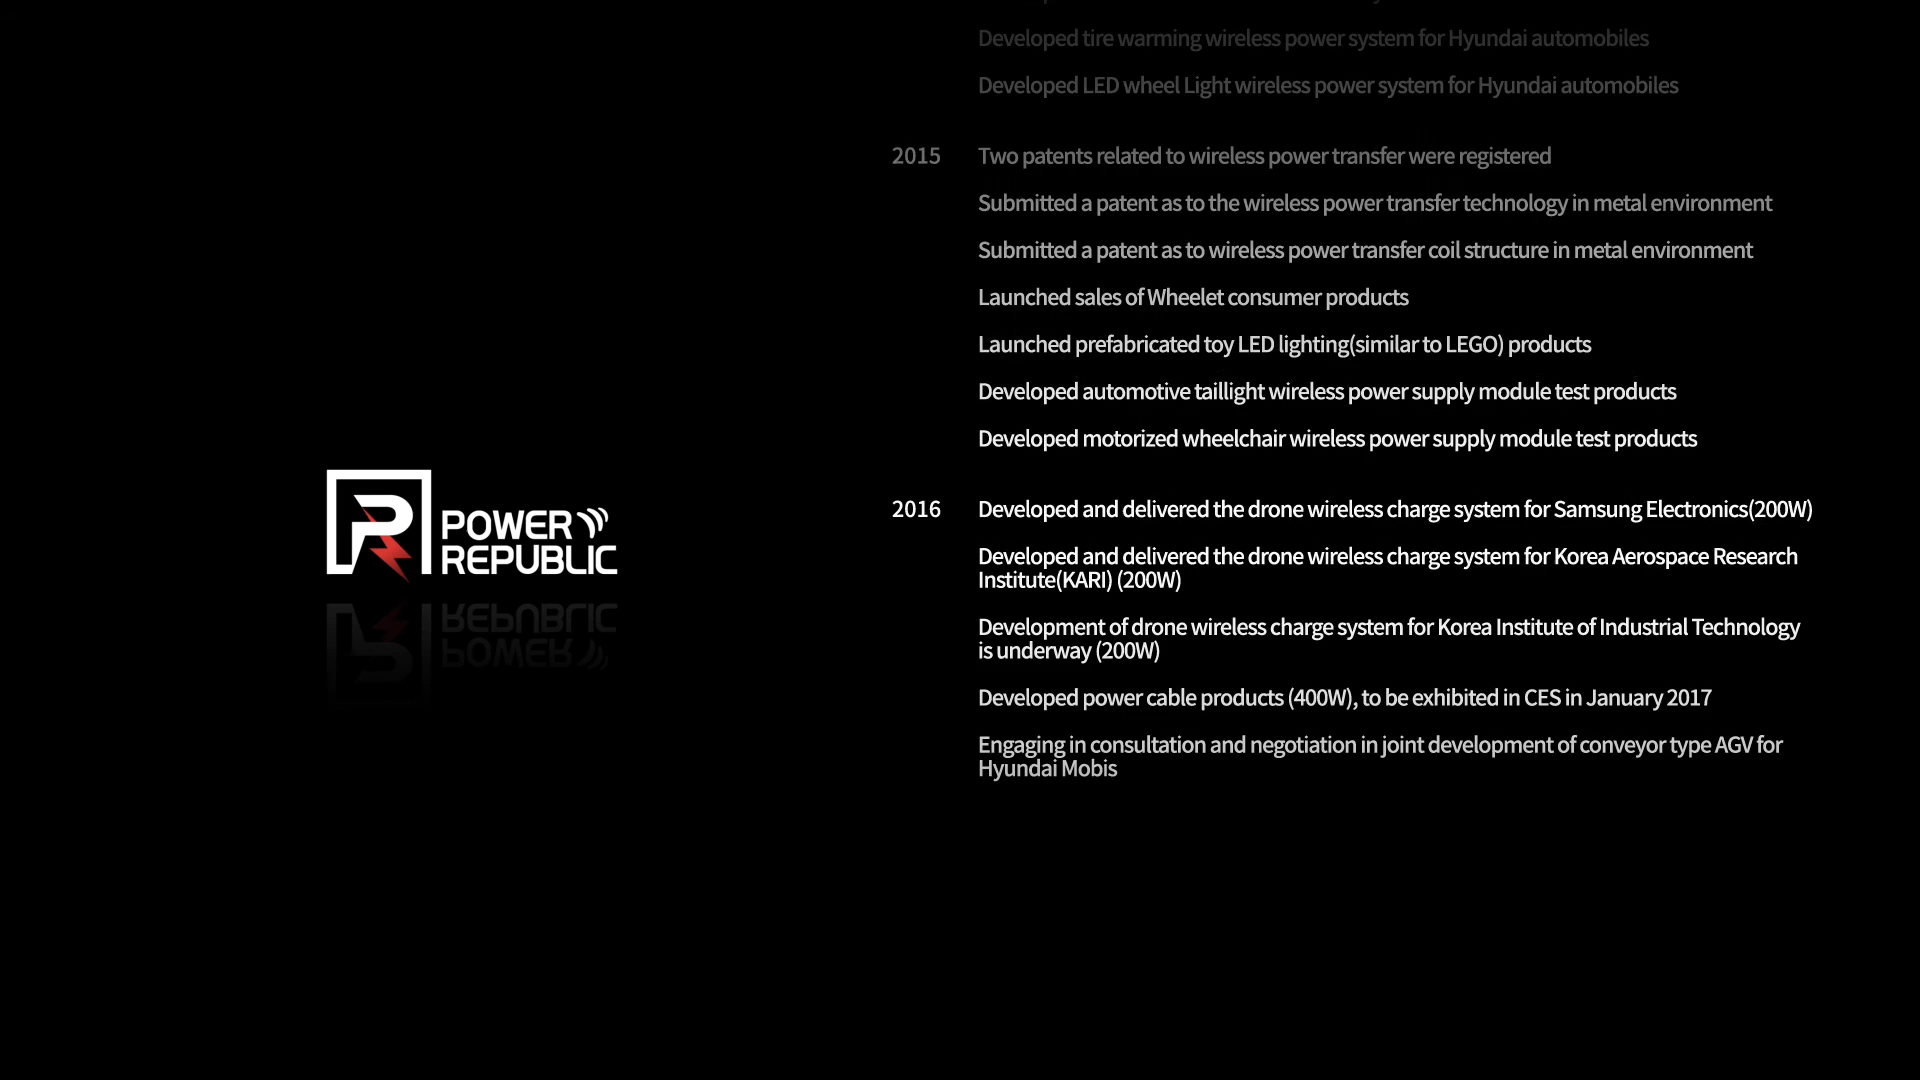 Developed tire warming wireless power system for Hyundai automobiles
Developed LED wheel Light wireless power system for Hyundai automobiles
2015 Two patents related to wireless power transfer were registered
Submitted a patent as to the wireless power transfer technology in metal environment
Submitted a patent as to wireless power transfer coil structure in metal environment
Launched sales of Wheelet consumer products
Launched prefabricated toy LED lighting(similar to LEGO) products
Developed automotive taillight wireless power supply module test products
Developed motorized wheelchair wireless power supply module test products
POWER
REPUBLIC
2016 Developed and delivered the drone wireless charge system for Samsung Electronics(200W)
Developed and delivered the drone wireless charge system for Korea Aerospace Research
Institute(KARI) (200W)
Development of drone wireless charge system for Korea Institute of Industrial Technology
is underway (200W)
Developed power cable products (400W), to be exhibited in CES in January 2017
Engaging in consultation and negotiation in joint development of conveyor type AGV for
Hyundai Mobis